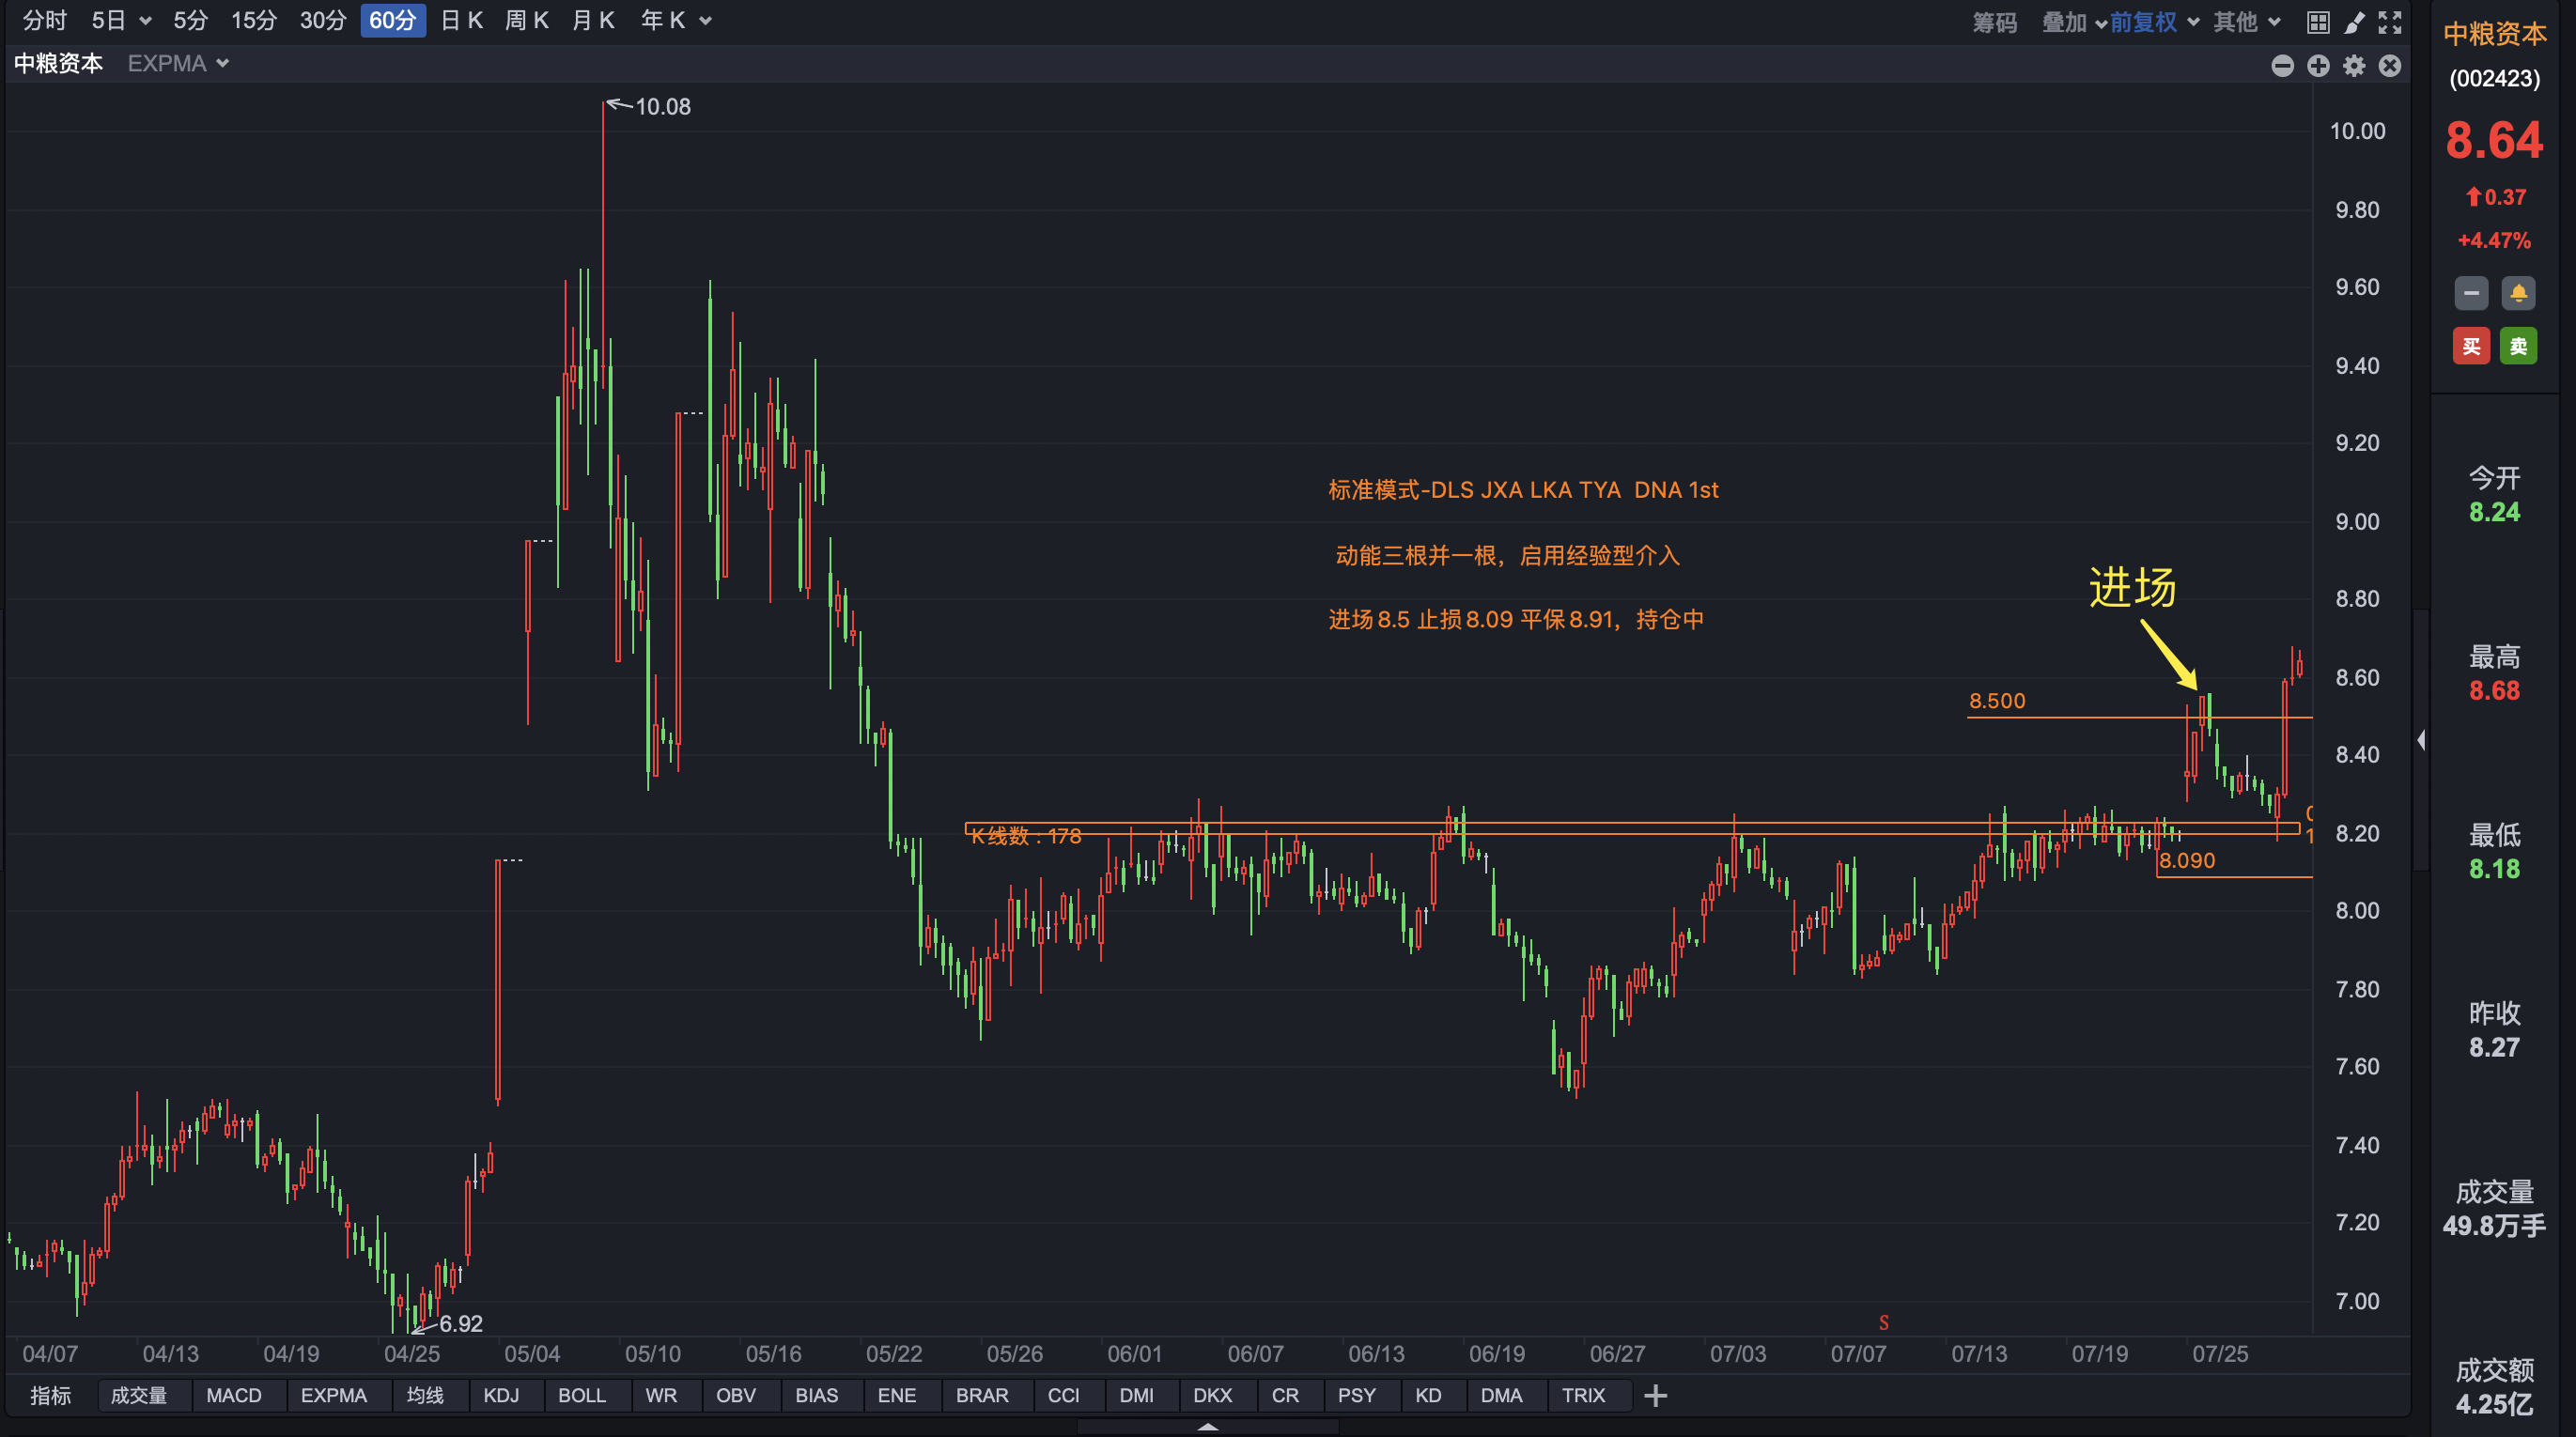 分时 5日 5分 15分 30分 60分 日K 周K 月K 年K 筹码 叠加 前复权 其他
中粮资本 EXPMA
10.08
标准模式-DLS JXA LKA TYA DNA 1st
动能三根并一根，启用经验型介入
进场8.5 止损8.09 平保8.91，持仓中
进场
8.500
K线数：178
0
1
8.090
6.92
S
10.00
9.80
9.60
9.40
9.20
9.00
8.80
8.60
8.40
8.20
8.00
7.80
7.60
7.40
7.20
7.00
04/07 04/13 04/19 04/25 05/04 05/10 05/16 05/22 05/26 06/01 06/07 06/13 06/19 06/27 07/03 07/07 07/13 07/19 07/25
指标 成交量 MACD EXPMA 均线 KDJ BOLL WR OBV BIAS ENE BRAR CCI DMI DKX CR PSY KD DMA TRIX
中粮资本
(002423)
8.64
0.37
+4.47%
买 卖
今开
8.24
最高
8.68
最低
8.18
昨收
8.27
成交量
49.8万手
成交额
4.25亿